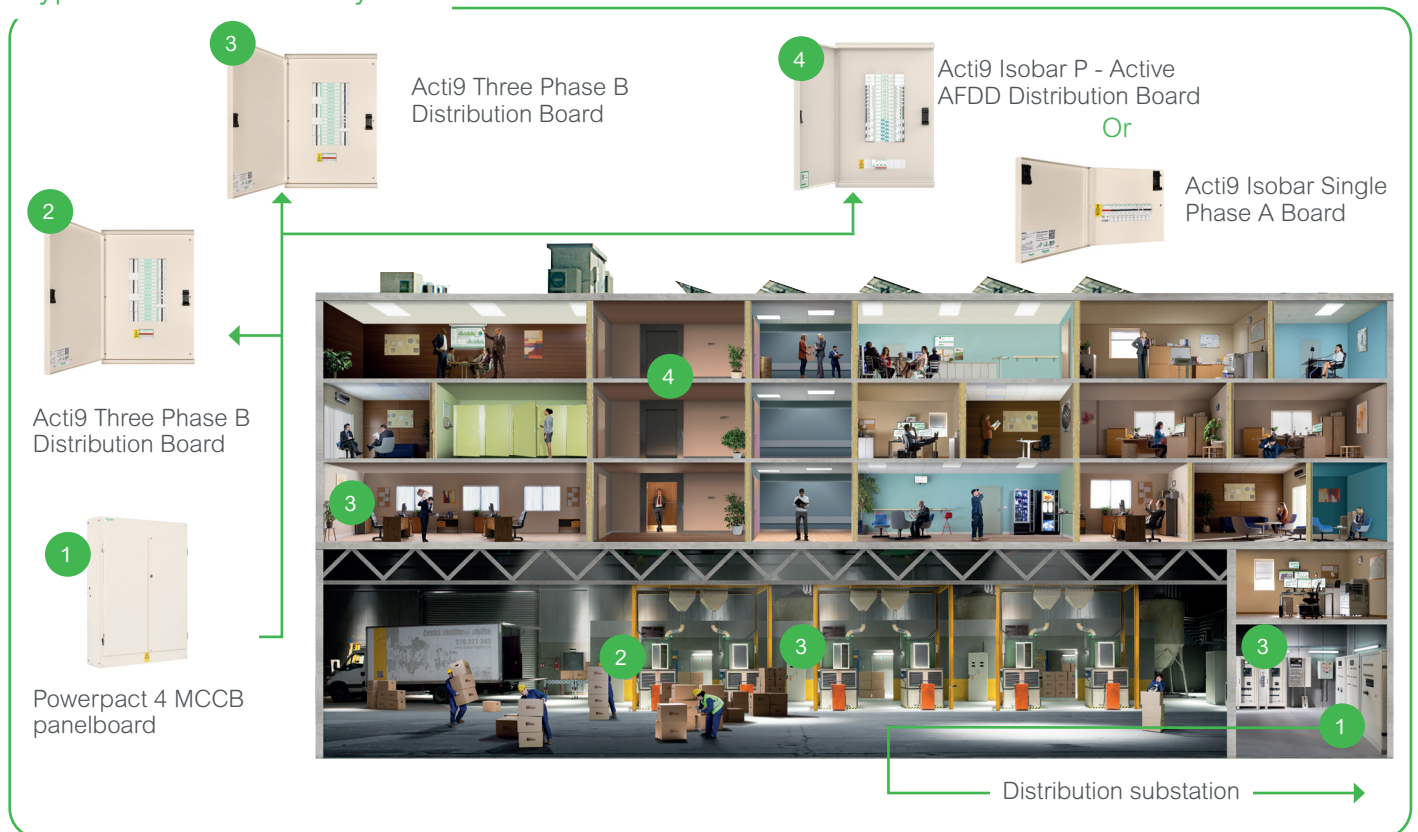 3
Acti9 Three Phase B
Distribution Board
4
Acti9 Isobar P - Active
AFDD Distribution Board
Or
Acti9 Isobar Single
Phase A Board
2
Acti9 Three Phase B
Distribution Board
1
Powerpact 4 MCCB
panelboard
4
3
2
3
3
1
Distribution substation